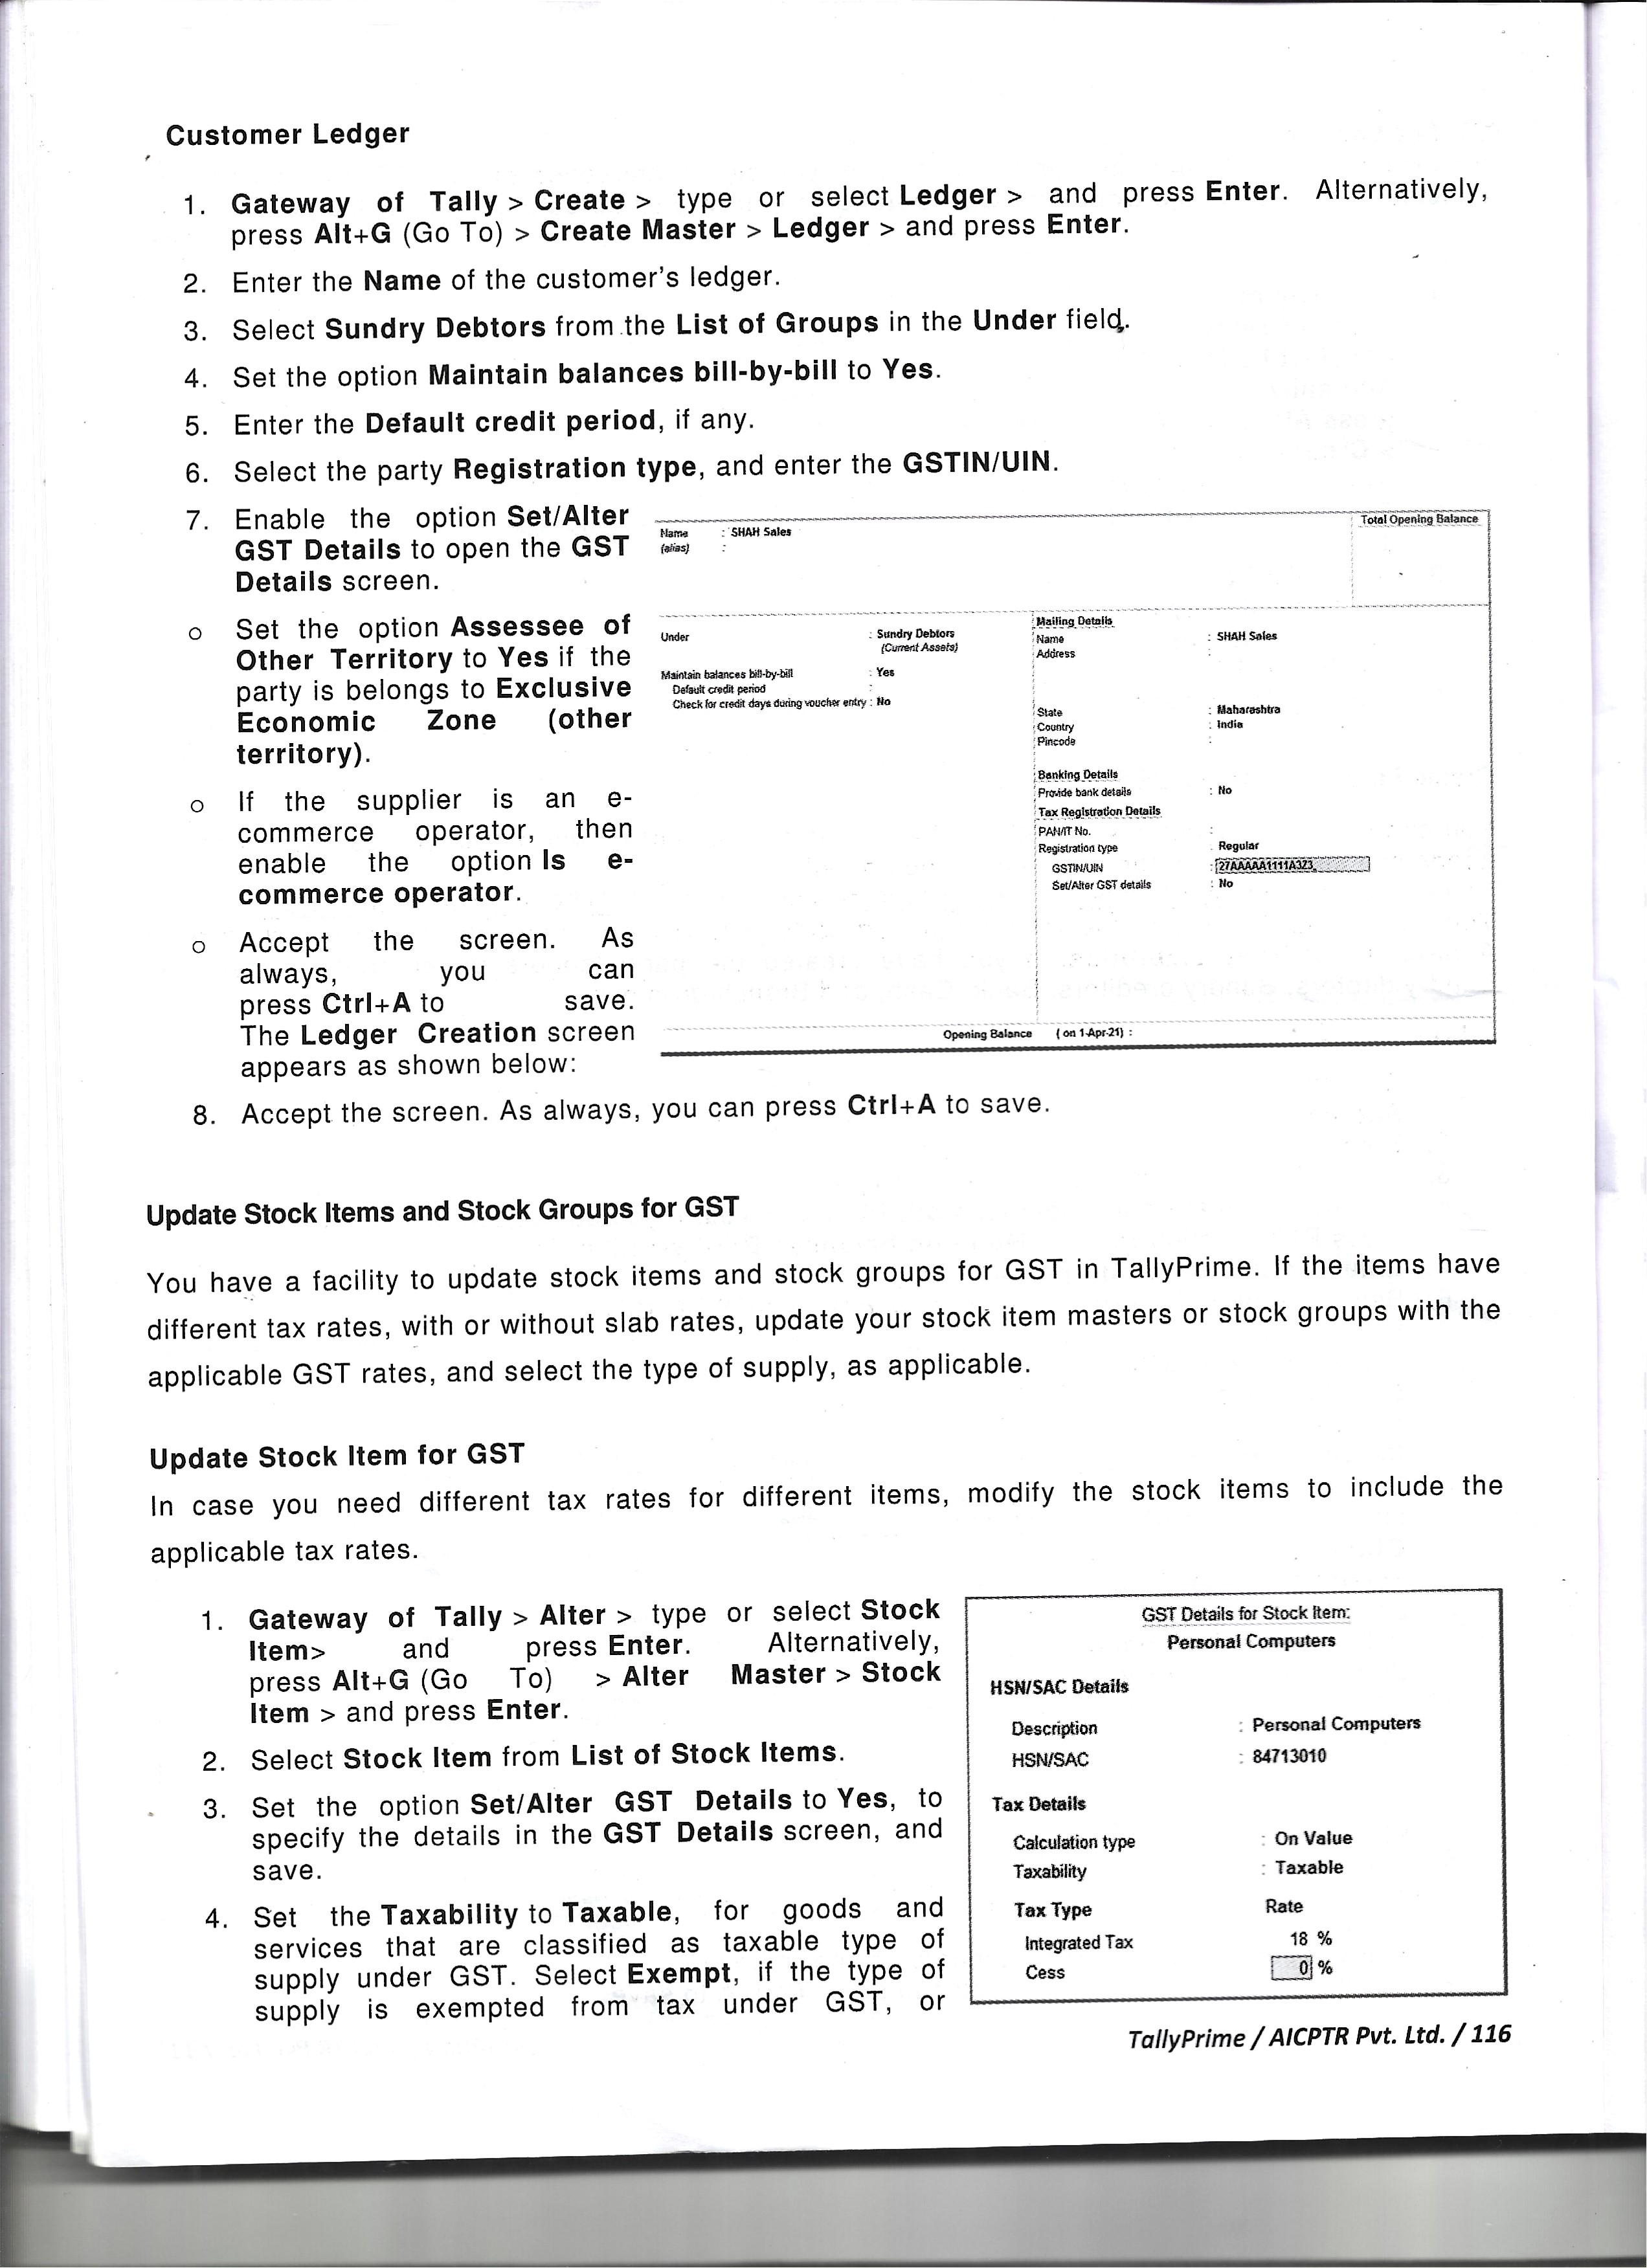 Customer Ledger
1. Gateway of Tally > Create > type or select Ledger > and press Enter. Alternatively,
press Alt+G (Go To) > Create Master > Ledger > and press Enter.
2. Enter the Name of the customer's ledger.
3. Select Sundry Debtors from the List of Groups in the Under field.
4. Set the option Maintain balances bill-by-bill to Yes.
5. Enter the Default credit period, if any.
6. Select the party Registration type, and enter the GSTIN/UIN.
7. Enable the option Set/Alter
GST Details to open the GST
Details screen.
o Set the option Assessee of
Other Territory to Yes if the
party is belongs to Exclusive
Economic Zone (other
territory).
o If the supplier is an e-
commerce operator, then
enable the option Is e-
commerce operator.
o Accept the screen. As
always, you can
press Ctrl+A to save.
The Ledger Creation screen
appears as shown below:
Name : SHAH Sales
(alias) :
Total Opening Balance
Under : Sundry Debtors
(Current Assets)
Maintain balances bill-by-bill : Yes
Default credit period :
Check for credit days during voucher entry : No
Mailing Details
Name : SHAH Sales
Address :
State : Maharashtra
Country : India
Pincode :
Banking Details
Provide bank details : No
Tax Registration Details
PAN/IT No. :
Registration type : Regular
GSTIN/UIN : 27AAAAA1111A3Z3
Set/Alter GST details : No
Opening Balance ( on 1-Apr-21) :
8. Accept the screen. As always, you can press Ctrl+A to save.
Update Stock Items and Stock Groups for GST
You have a facility to update stock items and stock groups for GST in TallyPrime. If the items have
different tax rates, with or without slab rates, update your stock item masters or stock groups with the
applicable GST rates, and select the type of supply, as applicable.
Update Stock Item for GST
In case you need different tax rates for different items, modify the stock items to include the
applicable tax rates.
1. Gateway of Tally > Alter > type or select Stock
Item> and press Enter. Alternatively,
press Alt+G (Go To) > Alter Master > Stock
Item > and press Enter.
2. Select Stock Item from List of Stock Items.
3. Set the option Set/Alter GST Details to Yes, to
specify the details in the GST Details screen, and
save.
4. Set the Taxability to Taxable, for goods and
services that are classified as taxable type of
supply under GST. Select Exempt, if the type of
supply is exempted from tax under GST, or
GST Details for Stock Item:
Personal Computers
HSN/SAC Details
Description : Personal Computers
HSN/SAC : 84713010
Tax Details
Calculation type : On Value
Taxability : Taxable
Tax Type Rate
Integrated Tax 18 %
Cess 0 %
TallyPrime / AICPTR Pvt. Ltd. / 116